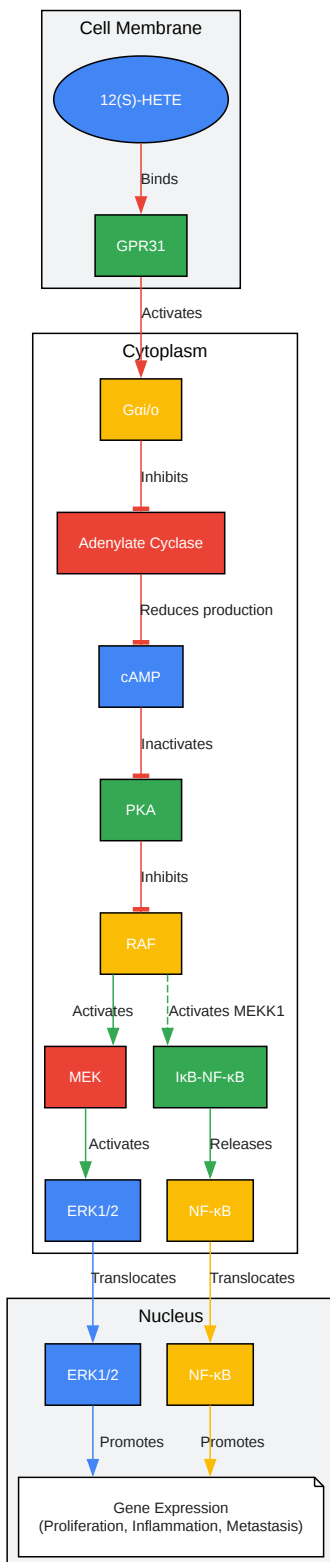 Cell Membrane
12(S)-HETE
Binds
GPR31
Activates
Cytoplasm
Gαi/o
Inhibits
Adenylate Cyclase
Reduces production
cAMP
Inactivates
PKA
Inhibits
RAF
Activates
Activates MEKK1
MEK
IκB-NF-κB
Activates
Releases
ERK1/2
NF-κB
Translocates
Translocates
Nucleus
ERK1/2
NF-κB
Promotes
Promotes
Gene Expression
(Proliferation, Inflammation, Metastasis)